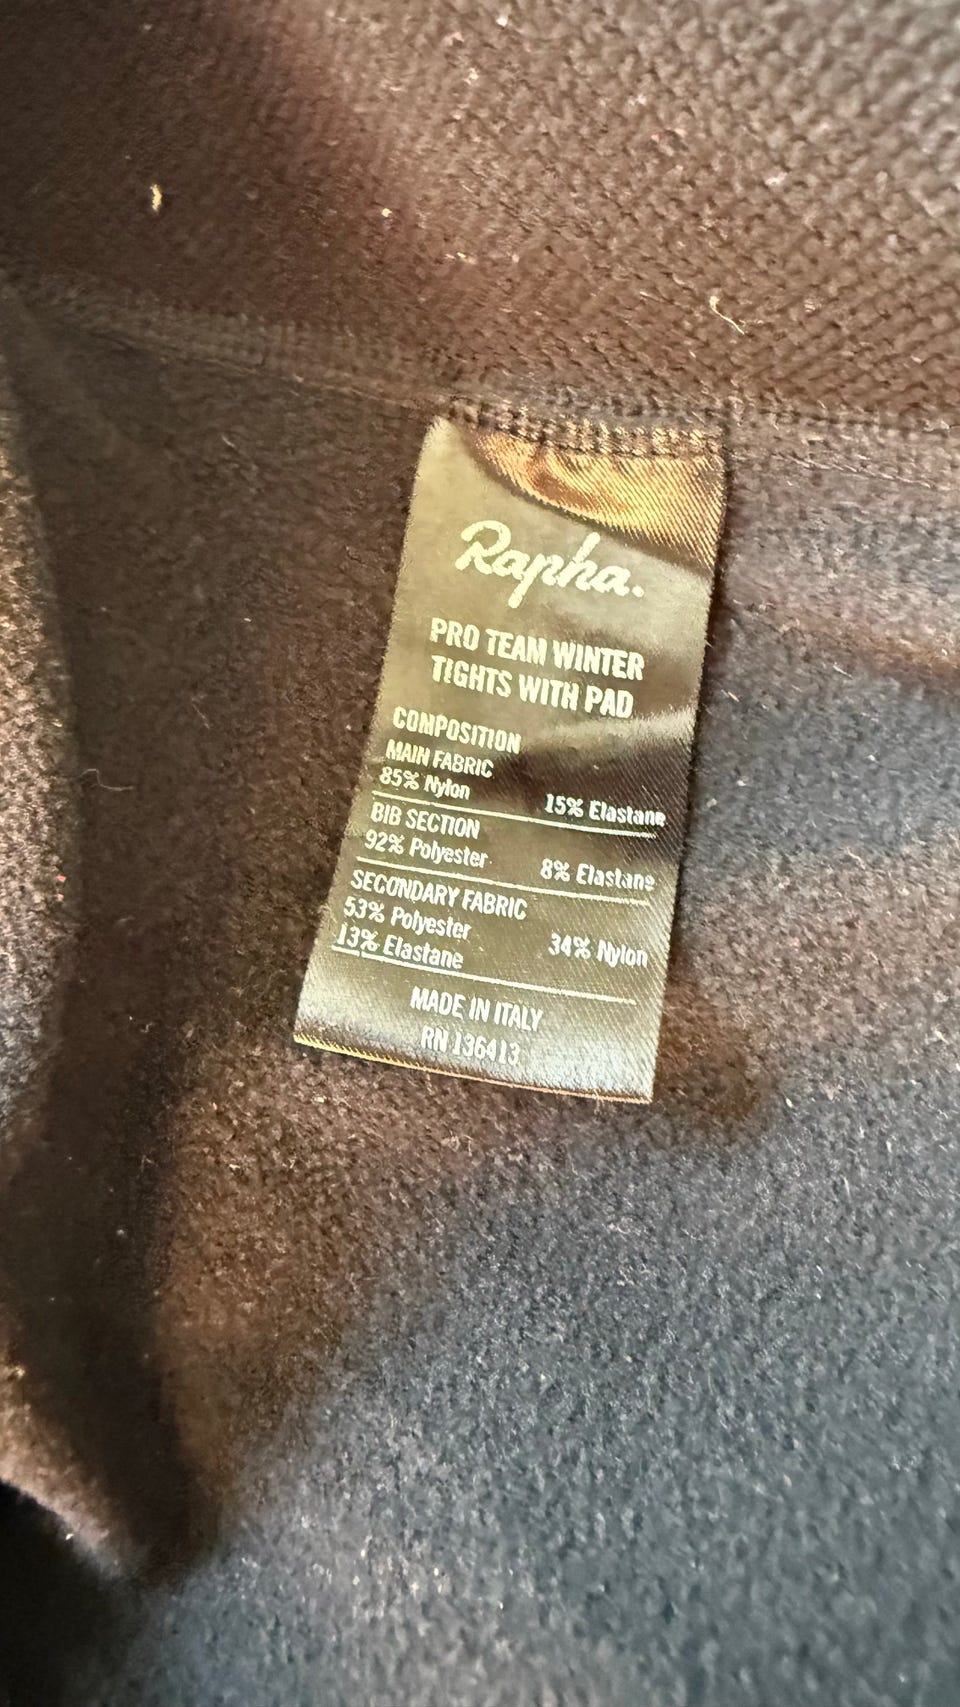 Rapha.
PRO TEAM WINTER
TIGHTS WITH PAD
COMPOSITION
MAIN FABRIC
85% Nylon 15% Elastane
BIB SECTION
92% Polyester 8% Elastane
SECONDARY FABRIC
53% Polyester 34% Nylon
13% Elastane
MADE IN ITALY
RN 136413